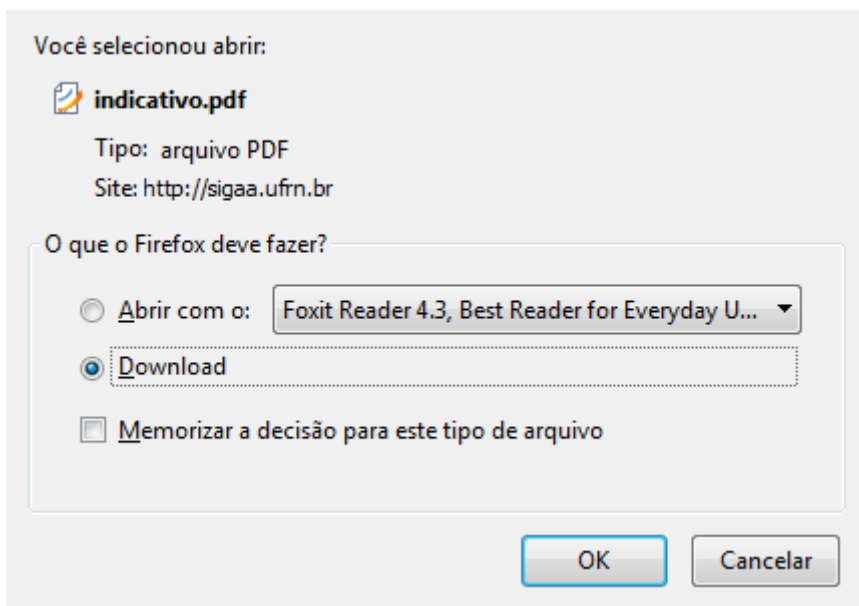 Você selecionou abrir:
indicativo.pdf
Tipo: arquivo PDF
Site: http://sigaa.ufrn.br
O que o Firefox deve fazer?
Abrir com o: Foxit Reader 4.3, Best Reader for Everyday U...
Download
Memorizar a decisão para este tipo de arquivo
OK Cancelar